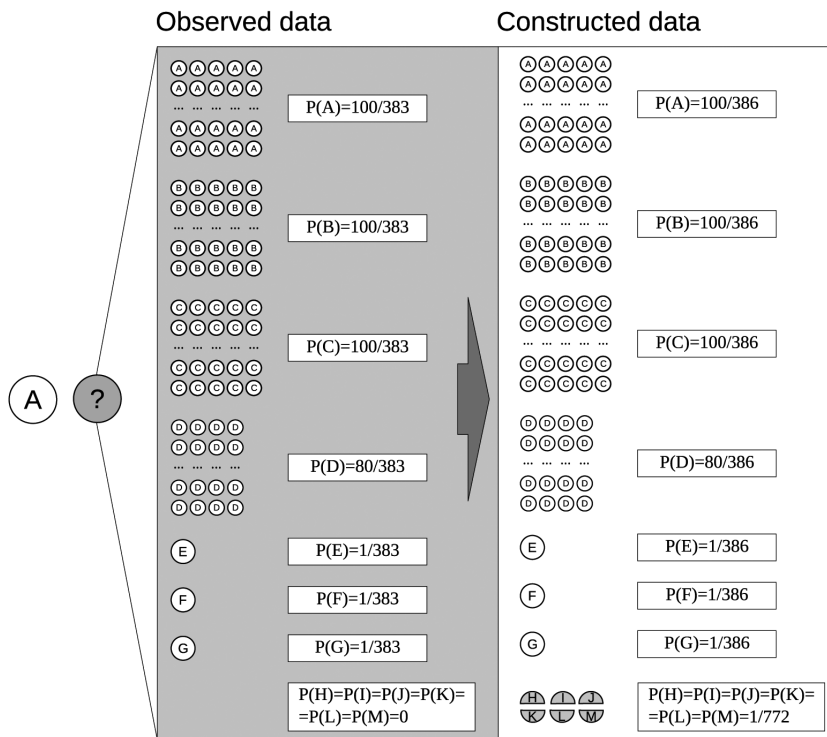 Observed data
Constructed data
A A A A A
A A A A A
... ... ... ... ...
A A A A A
A A A A A
P(A)=100/383
A A A A A
A A A A A
... ... ... ... ...
A A A A A
A A A A A
P(A)=100/386
B B B B B
B B B B B
... ... ... ... ...
B B B B B
B B B B B
P(B)=100/383
B B B B B
B B B B B
... ... ... ... ...
B B B B B
B B B B B
P(B)=100/386
C C C C C
C C C C C
... ... ... ... ...
C C C C C
C C C C C
P(C)=100/383
C C C C C
C C C C C
... ... ... ... ...
C C C C C
C C C C C
P(C)=100/386
A ?
D D D D
D D D D
... ... ... ...
D D D D
D D D D
P(D)=80/383
D D D D
D D D D
... ... ... ...
D D D D
D D D D
P(D)=80/386
E P(E)=1/383
E P(E)=1/386
F P(F)=1/383
F P(F)=1/386
G P(G)=1/383
G P(G)=1/386
P(H)=P(I)=P(J)=P(K)=
=P(L)=P(M)=0
H I J
K L M
P(H)=P(I)=P(J)=P(K)=
=P(L)=P(M)=1/772